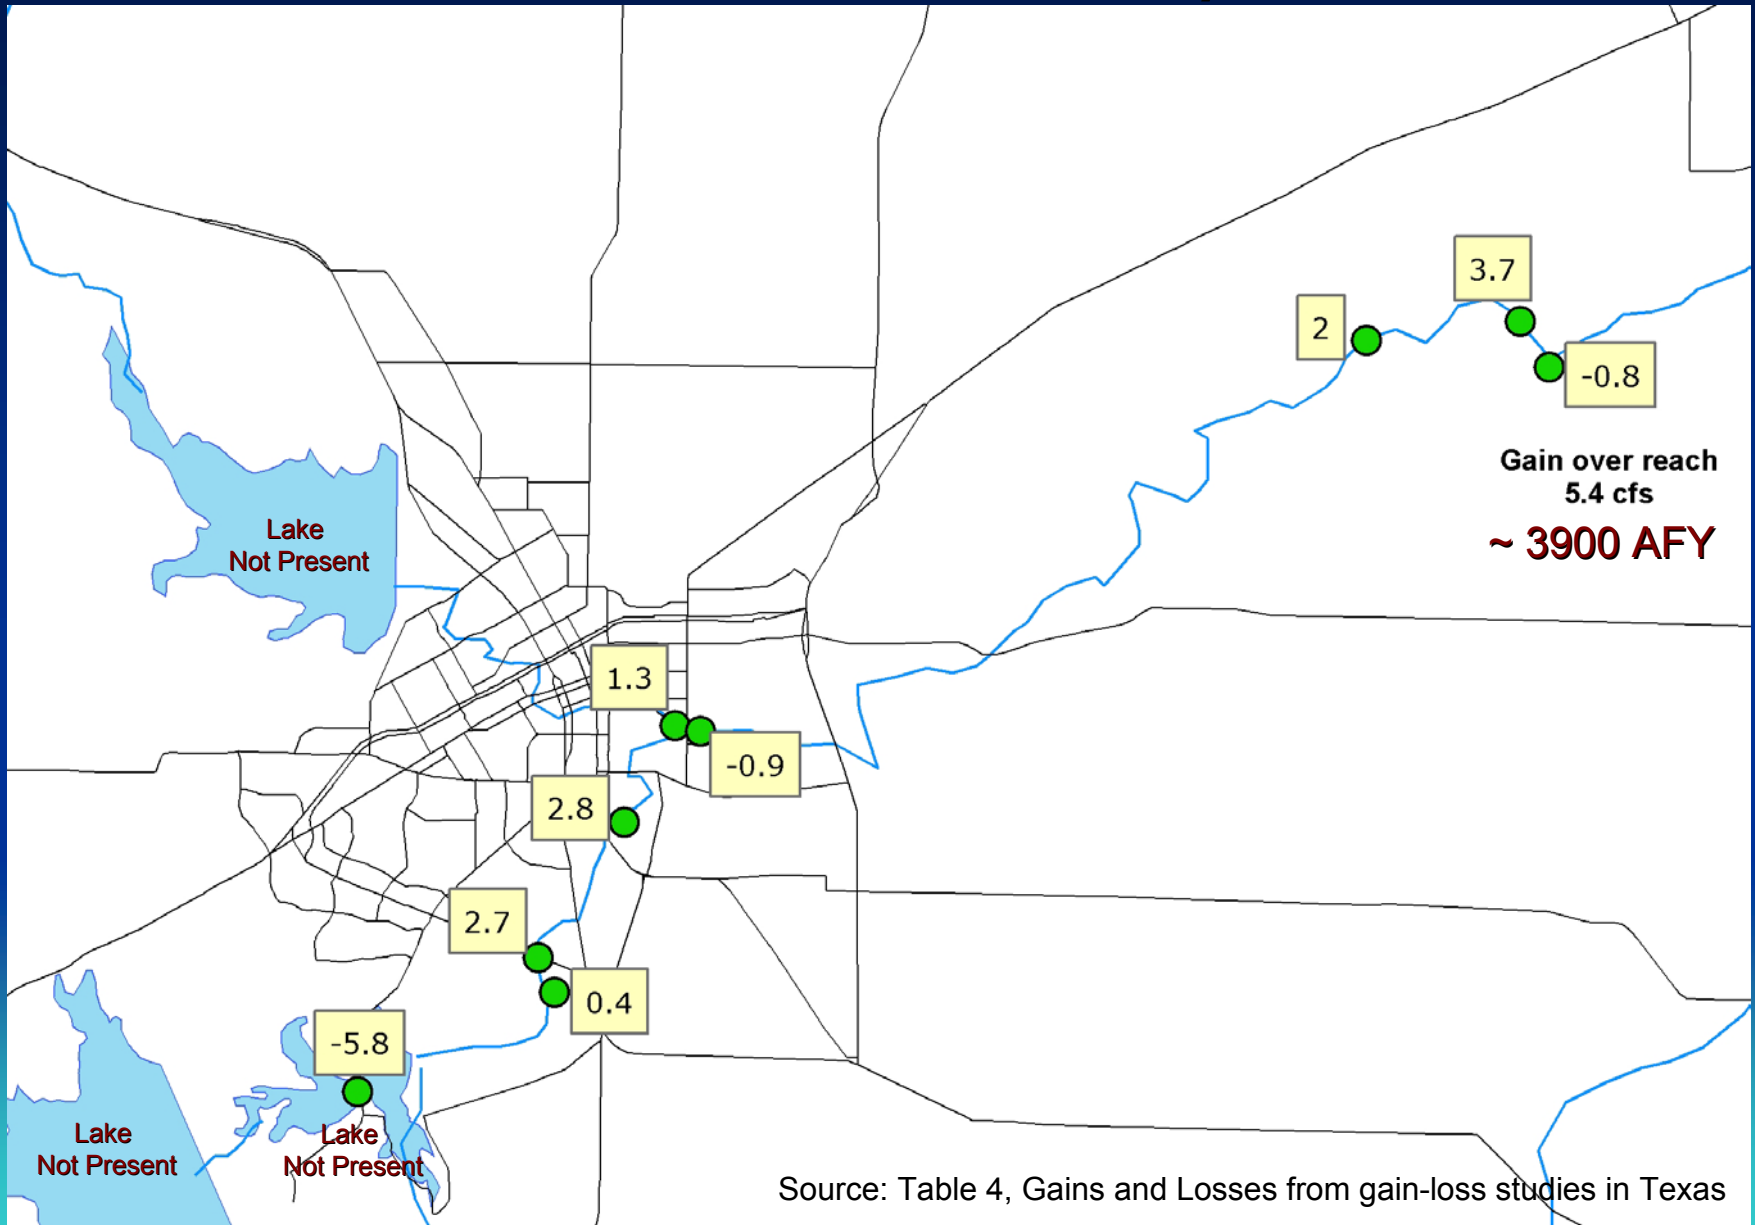 3.7
2
-0.8
Gain over reach
5.4 cfs
~ 3900 AFY
Lake
Not Present
1.3
-0.9
2.8
2.7
0.4
-5.8
Lake
Not Present
Lake
Not Present
Source: Table 4, Gains and Losses from gain-loss studies in Texas